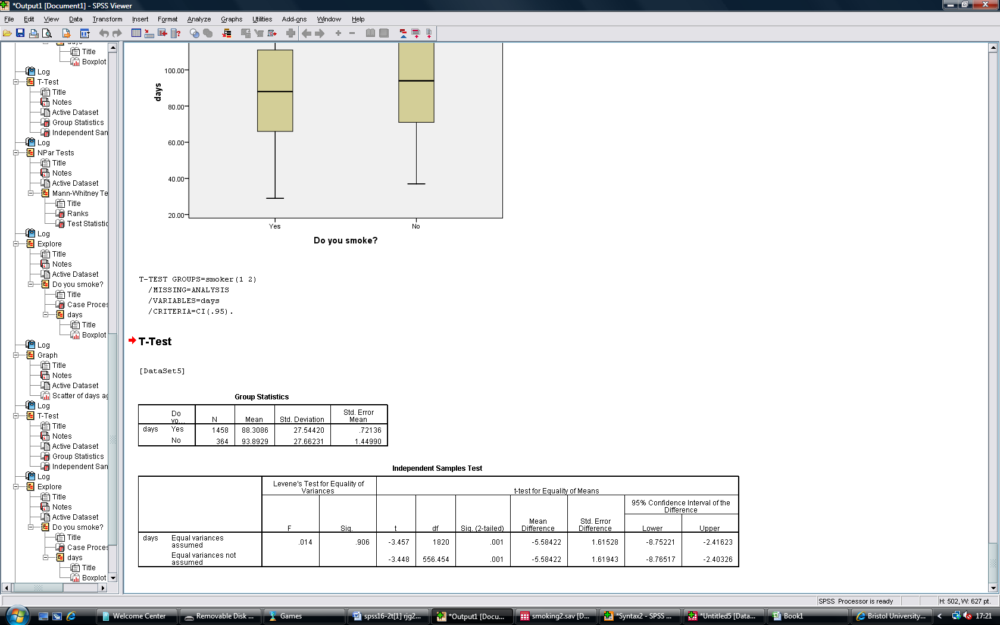 *Output1 [Document1] - SPSS Viewer
File Edit View Data Transform Insert Format Analyze Graphs Utilities Add-ons Window Help
days
Title
Boxplot
Log
T-Test
Title
Notes
Active Dataset
Group Statistics
Independent San
Log
NPar Tests
Title
Notes
Active Dataset
Mann-Whitney Te
Title
Ranks
Test Statistic
Log
Explore
Title
Notes
Active Dataset
Do you smoke?
Title
Case Proces
days
Title
Boxplot
Log
Graph
Title
Notes
Active Dataset
Scatter of days ag
Log
T-Test
Title
Notes
Active Dataset
Group Statistics
Independent San
Log
Explore
Title
Notes
Active Dataset
Do you smoke?
Title
Case Proces
days
Title
Boxplot
days
100.00
80.00
60.00
40.00
20.00
Yes No
Do you smoke?
T-TEST GROUPS=smoker(1 2)
/MISSING=ANALYSIS
/VARIABLES=days
/CRITERIA=CI(.95).
T-Test
[DataSet5]
Group Statistics
Do yo... N Mean Std. Deviation Std. Error Mean
days Yes 1458 88.3086 27.54420 .72136
No 364 93.8929 27.66231 1.44990
Independent Samples Test
Levene's Test for Equality of Variances t-test for Equality of Means
95% Confidence Interval of the Difference
F Sig. t df Sig. (2-tailed) Mean Difference Std. Error Difference Lower Upper
days Equal variances assumed .014 .906 -3.457 1820 .001 -5.58422 1.61528 -8.75221 -2.41623
Equal variances not assumed -3.448 556.454 .001 -5.58422 1.61943 -8.76517 -2.40326
SPSS Processor is ready H: 502, W: 627 pt.
Welcome Center Removable Disk ... Games spss16-2t[1] rjg2... *Output1 [Docu... smoking2.sav [D... *Syntax2 - SPSS ... *Untitled5 [Data... Book1 Bristol University... 17:21